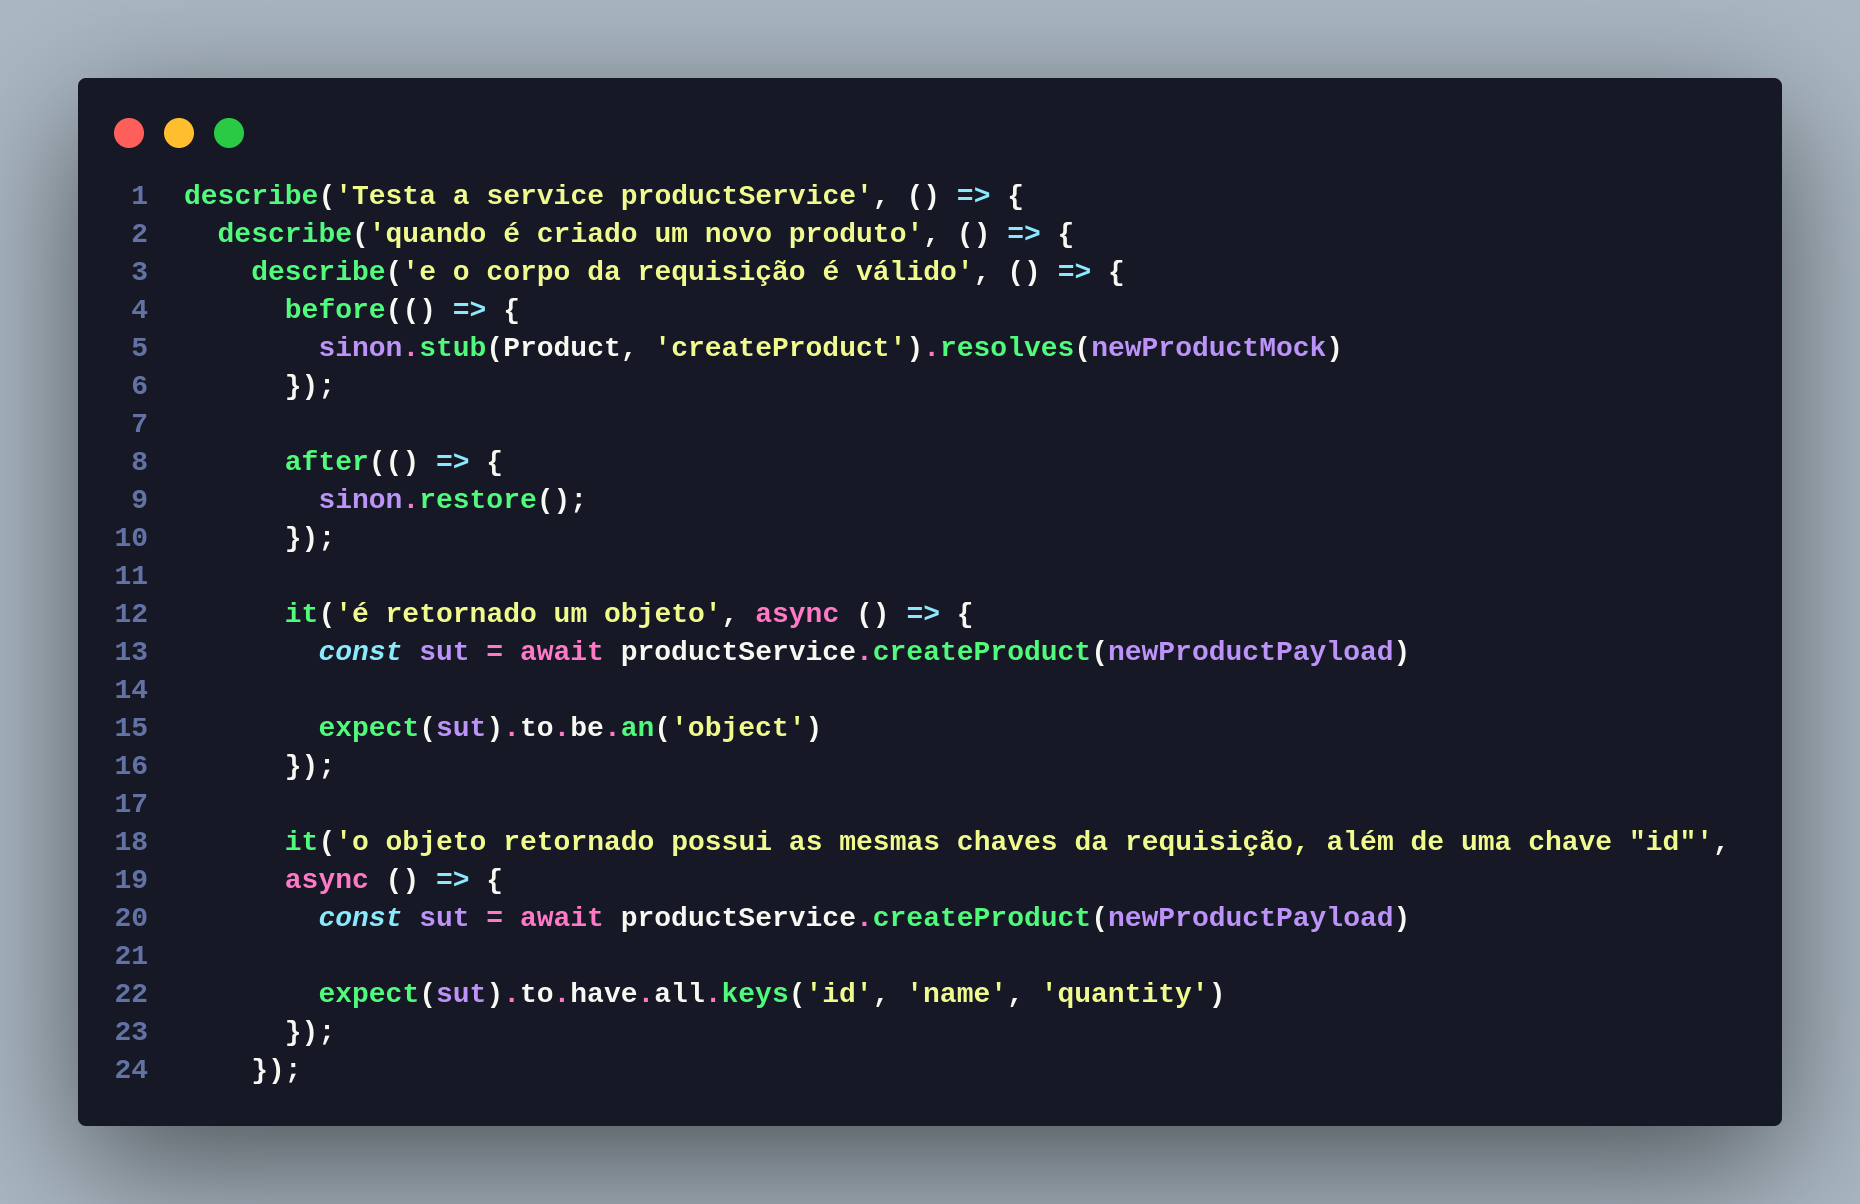 1 describe('Testa a service productService', () => {
2   describe('quando é criado um novo produto', () => {
3     describe('e o corpo da requisição é válido', () => {
4       before(() => {
5         sinon.stub(Product, 'createProduct').resolves(newProductMock)
6       });
7
8       after(() => {
9         sinon.restore();
10       });
11
12       it('é retornado um objeto', async () => {
13         const sut = await productService.createProduct(newProductPayload)
14
15         expect(sut).to.be.an('object')
16       });
17
18       it('o objeto retornado possui as mesmas chaves da requisição, além de uma chave "id"',
19       async () => {
20         const sut = await productService.createProduct(newProductPayload)
21
22         expect(sut).to.have.all.keys('id', 'name', 'quantity')
23       });
24     });